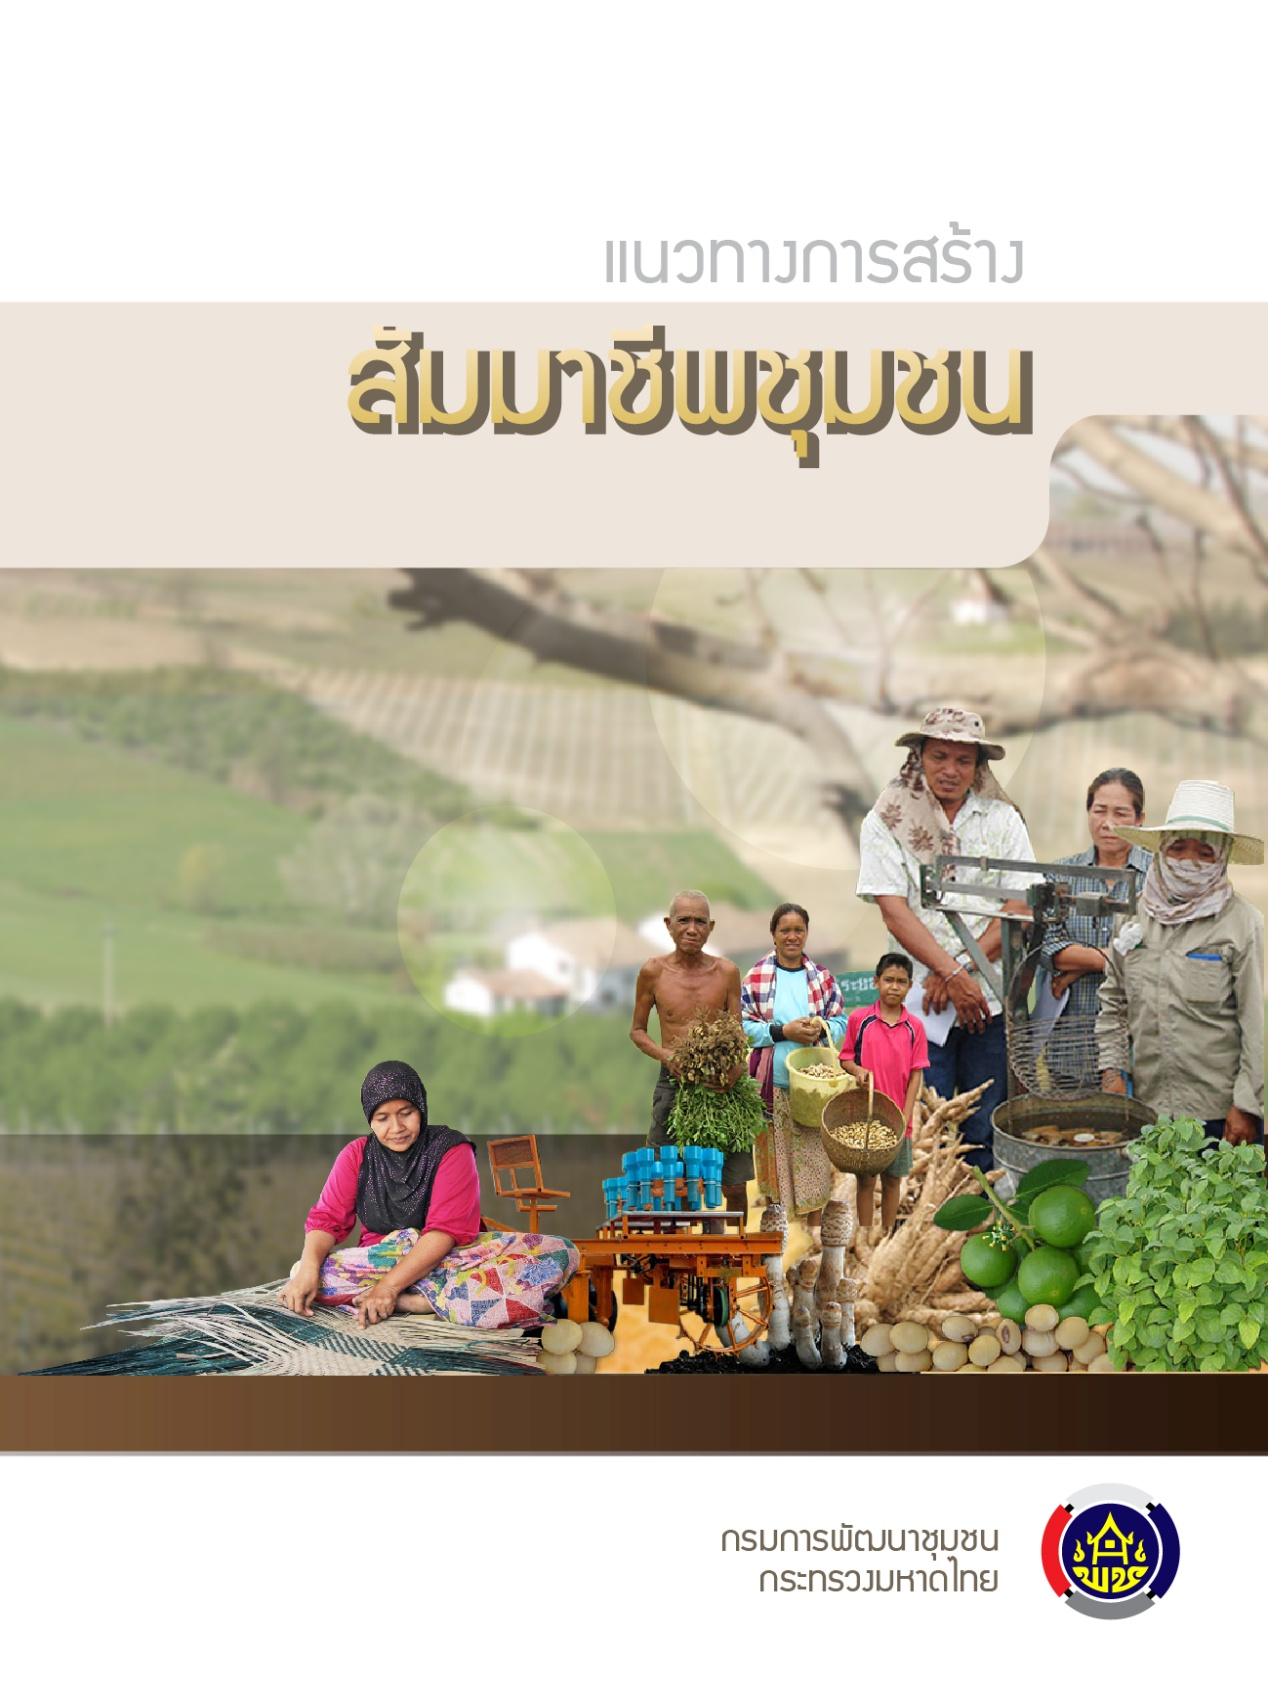 แนวทางการสร้าง
สัมมาชีพชุมชน
กรมการพัฒนาชุมชน
กระทรวงมหาดไทย
พช